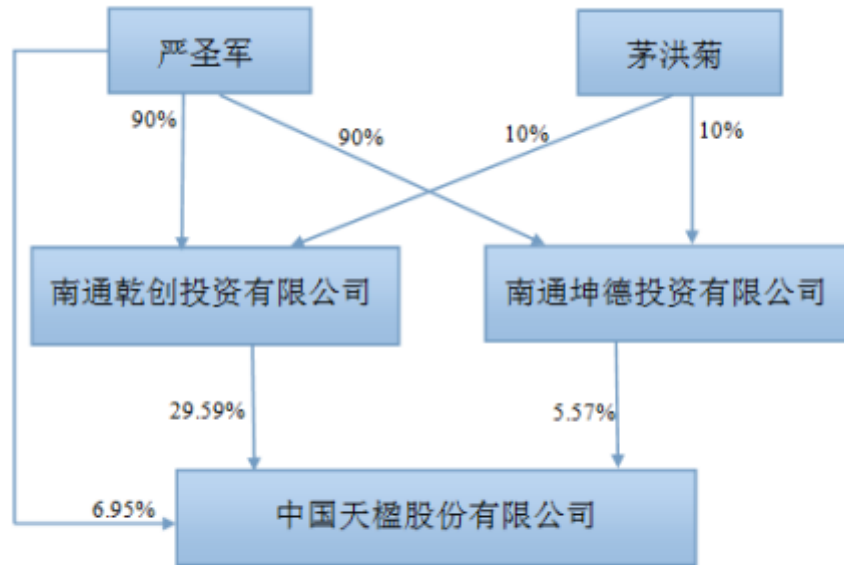 严圣军
茅洪菊
90%
90%
10%
10%
南通乾创投资有限公司
南通坤德投资有限公司
29.59%
5.57%
6.95%
中国天楹股份有限公司